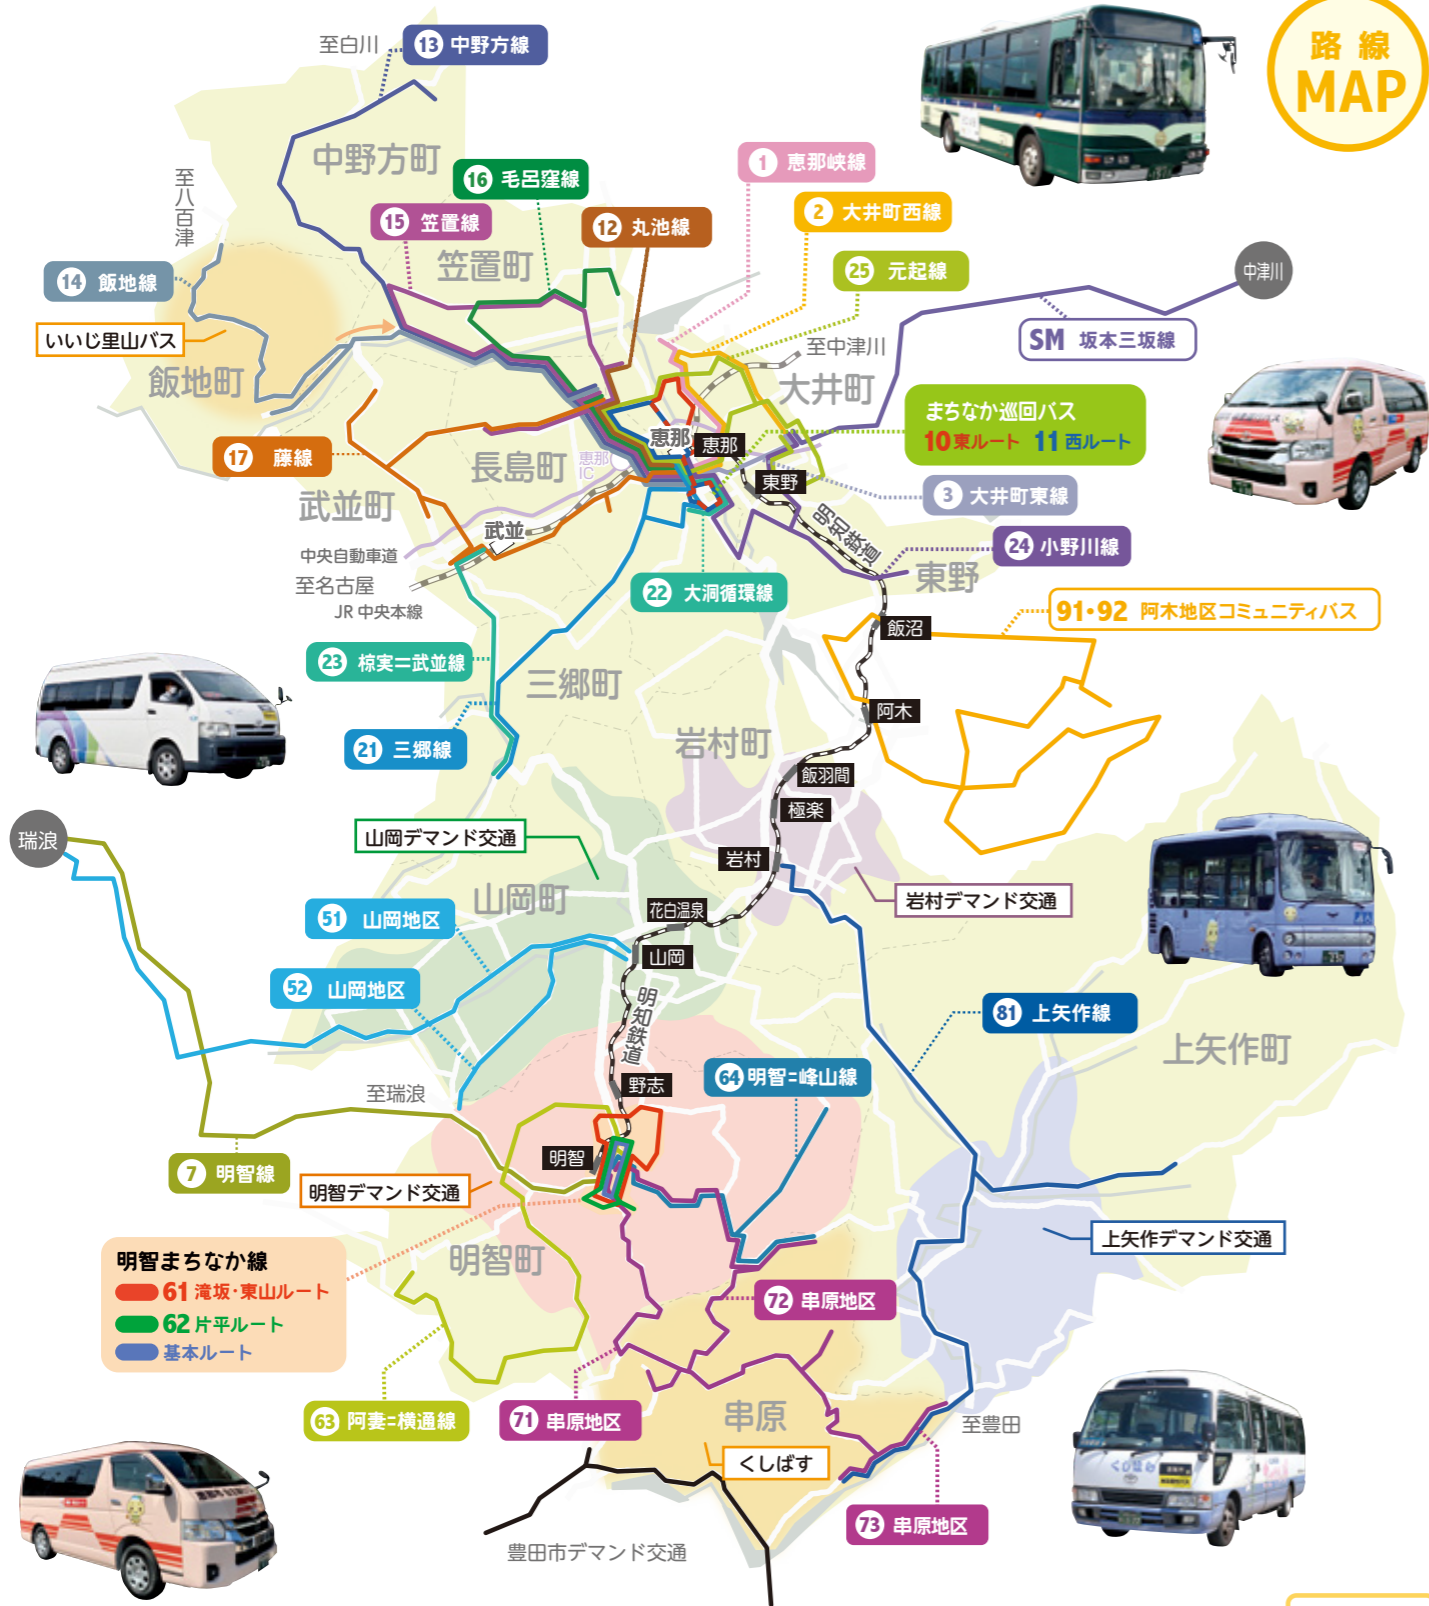 路線
MAP
至白川
13 中野方線
中野方町
至八百津
16 毛呂窪線
15 笠置線
12 丸池線
笠置町
1 恵那峡線
2 大井町西線
25 元起線
中津川
SM 坂本三坂線
14 飯地線
いいじ里山バス
飯地町
至中津川
大井町
まちなか巡回バス
10東ルート 11西ルート
恵那
恵那
17 藤線
長島町
恵那
IC
武並町
東野
3 大井町東線
明知鉄道
武並
24 小野川線
東野
中央自動車道
至名古屋
JR 中央本線
22 大洞循環線
91・92 阿木地区コミュニティバス
飯沼
23 椋実=武並線
三郷町
阿木
21 三郷線
岩村町
飯羽間
極楽
瑞浪
山岡デマンド交通
岩村
岩村デマンド交通
山岡町
51 山岡地区
花白温泉
山岡
52 山岡地区
明知鉄道
81 上矢作線
上矢作町
至瑞浪
野志
64 明智=峰山線
7 明智線
明智
明智デマンド交通
上矢作デマンド交通
明智町
明智まちなか線
61 滝坂・東山ルート
62 片平ルート
基本ルート
72 串原地区
63 阿妻=横通線
71 串原地区
串原
至豊田
くしばす
73 串原地区
豊田市デマンド交通